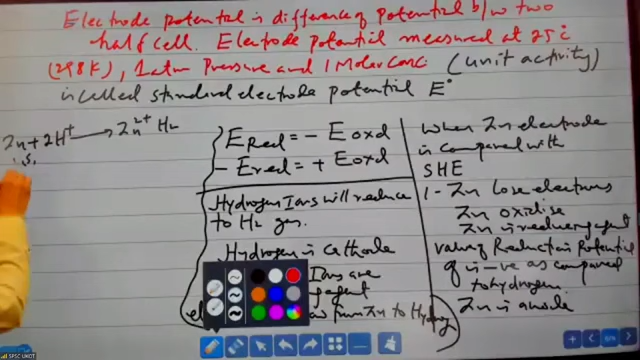 Electrode potential is difference of potential b/w two
half cell. Electrode potential measured at 25°c
(298K), 1 atm Pressure and 1 Molar conc (unit activity)
is called standard electrode potential E°
Zn + 2H⁺ → Zn²⁺ H₂
E Red = - E oxd
- E Red = + E oxd
Hydrogen Ions will reduce
to H₂ gas.
Hydrogen is cathode
Ions are
from Zn to Hydrogen
When Zn electrode
is compared with
SHE
1 - Zn lose electrons
Zn oxidise
Zn is reducing agent
value of Reduction Potential
of is -ve as compared
to hydrogen
Zn is anode
SPSC UKOT